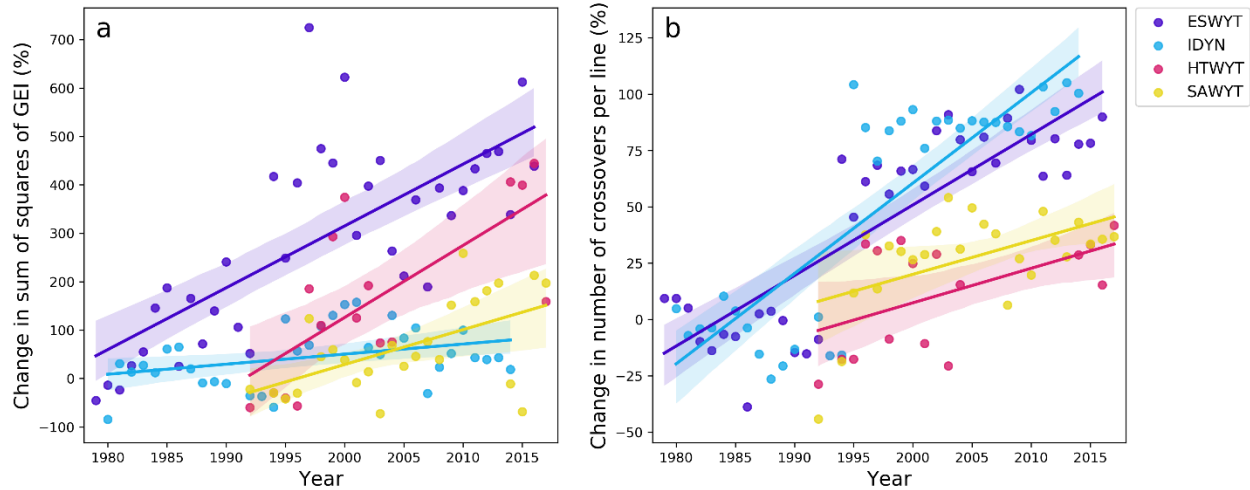 a
Change in sum of squares of GEI (%)
700
600
500
400
300
200
100
0
−100
1980 1985 1990 1995 2000 2005 2010 2015
Year
b
Change in number of crossovers per line (%)
125
100
75
50
25
0
−25
−50
1980 1985 1990 1995 2000 2005 2010 2015
Year
ESWYT
IDYN
HTWYT
SAWYT